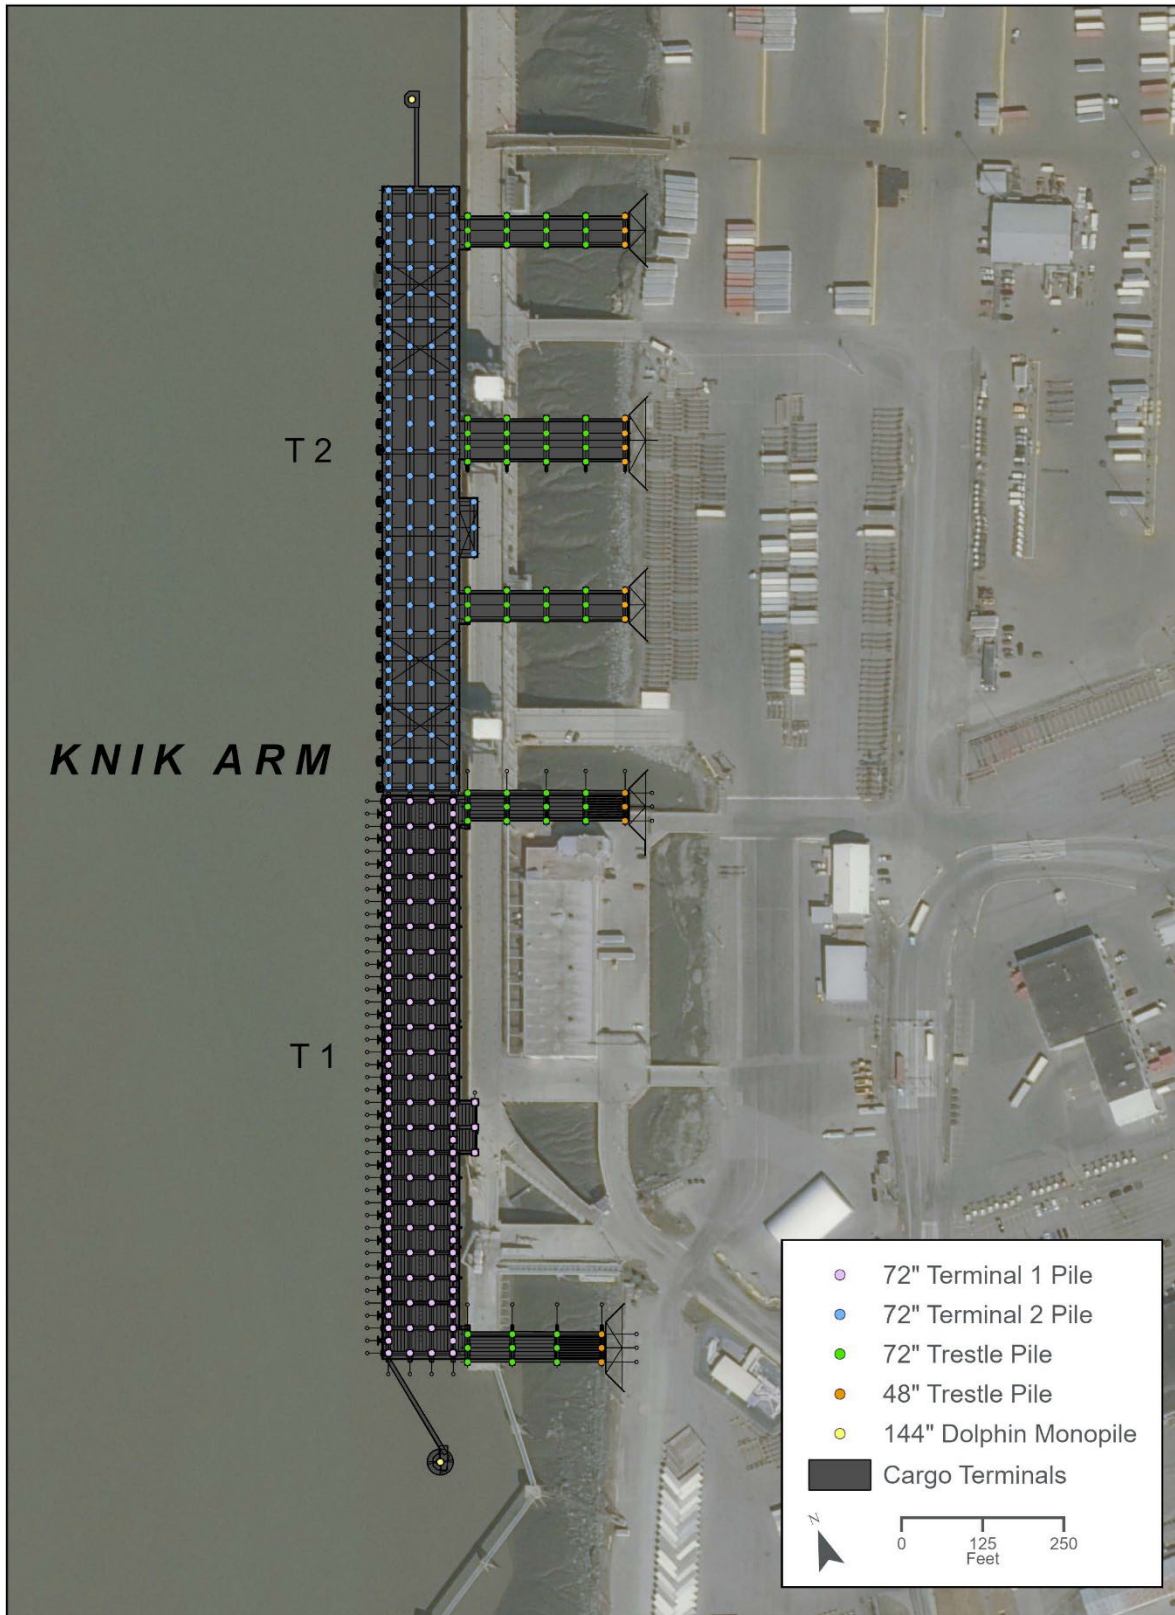 T 2
KNIK ARM
T 1
72" Terminal 1 Pile
72" Terminal 2 Pile
72" Trestle Pile
48" Trestle Pile
144" Dolphin Monopile
Cargo Terminals
N
0 125 250
Feet